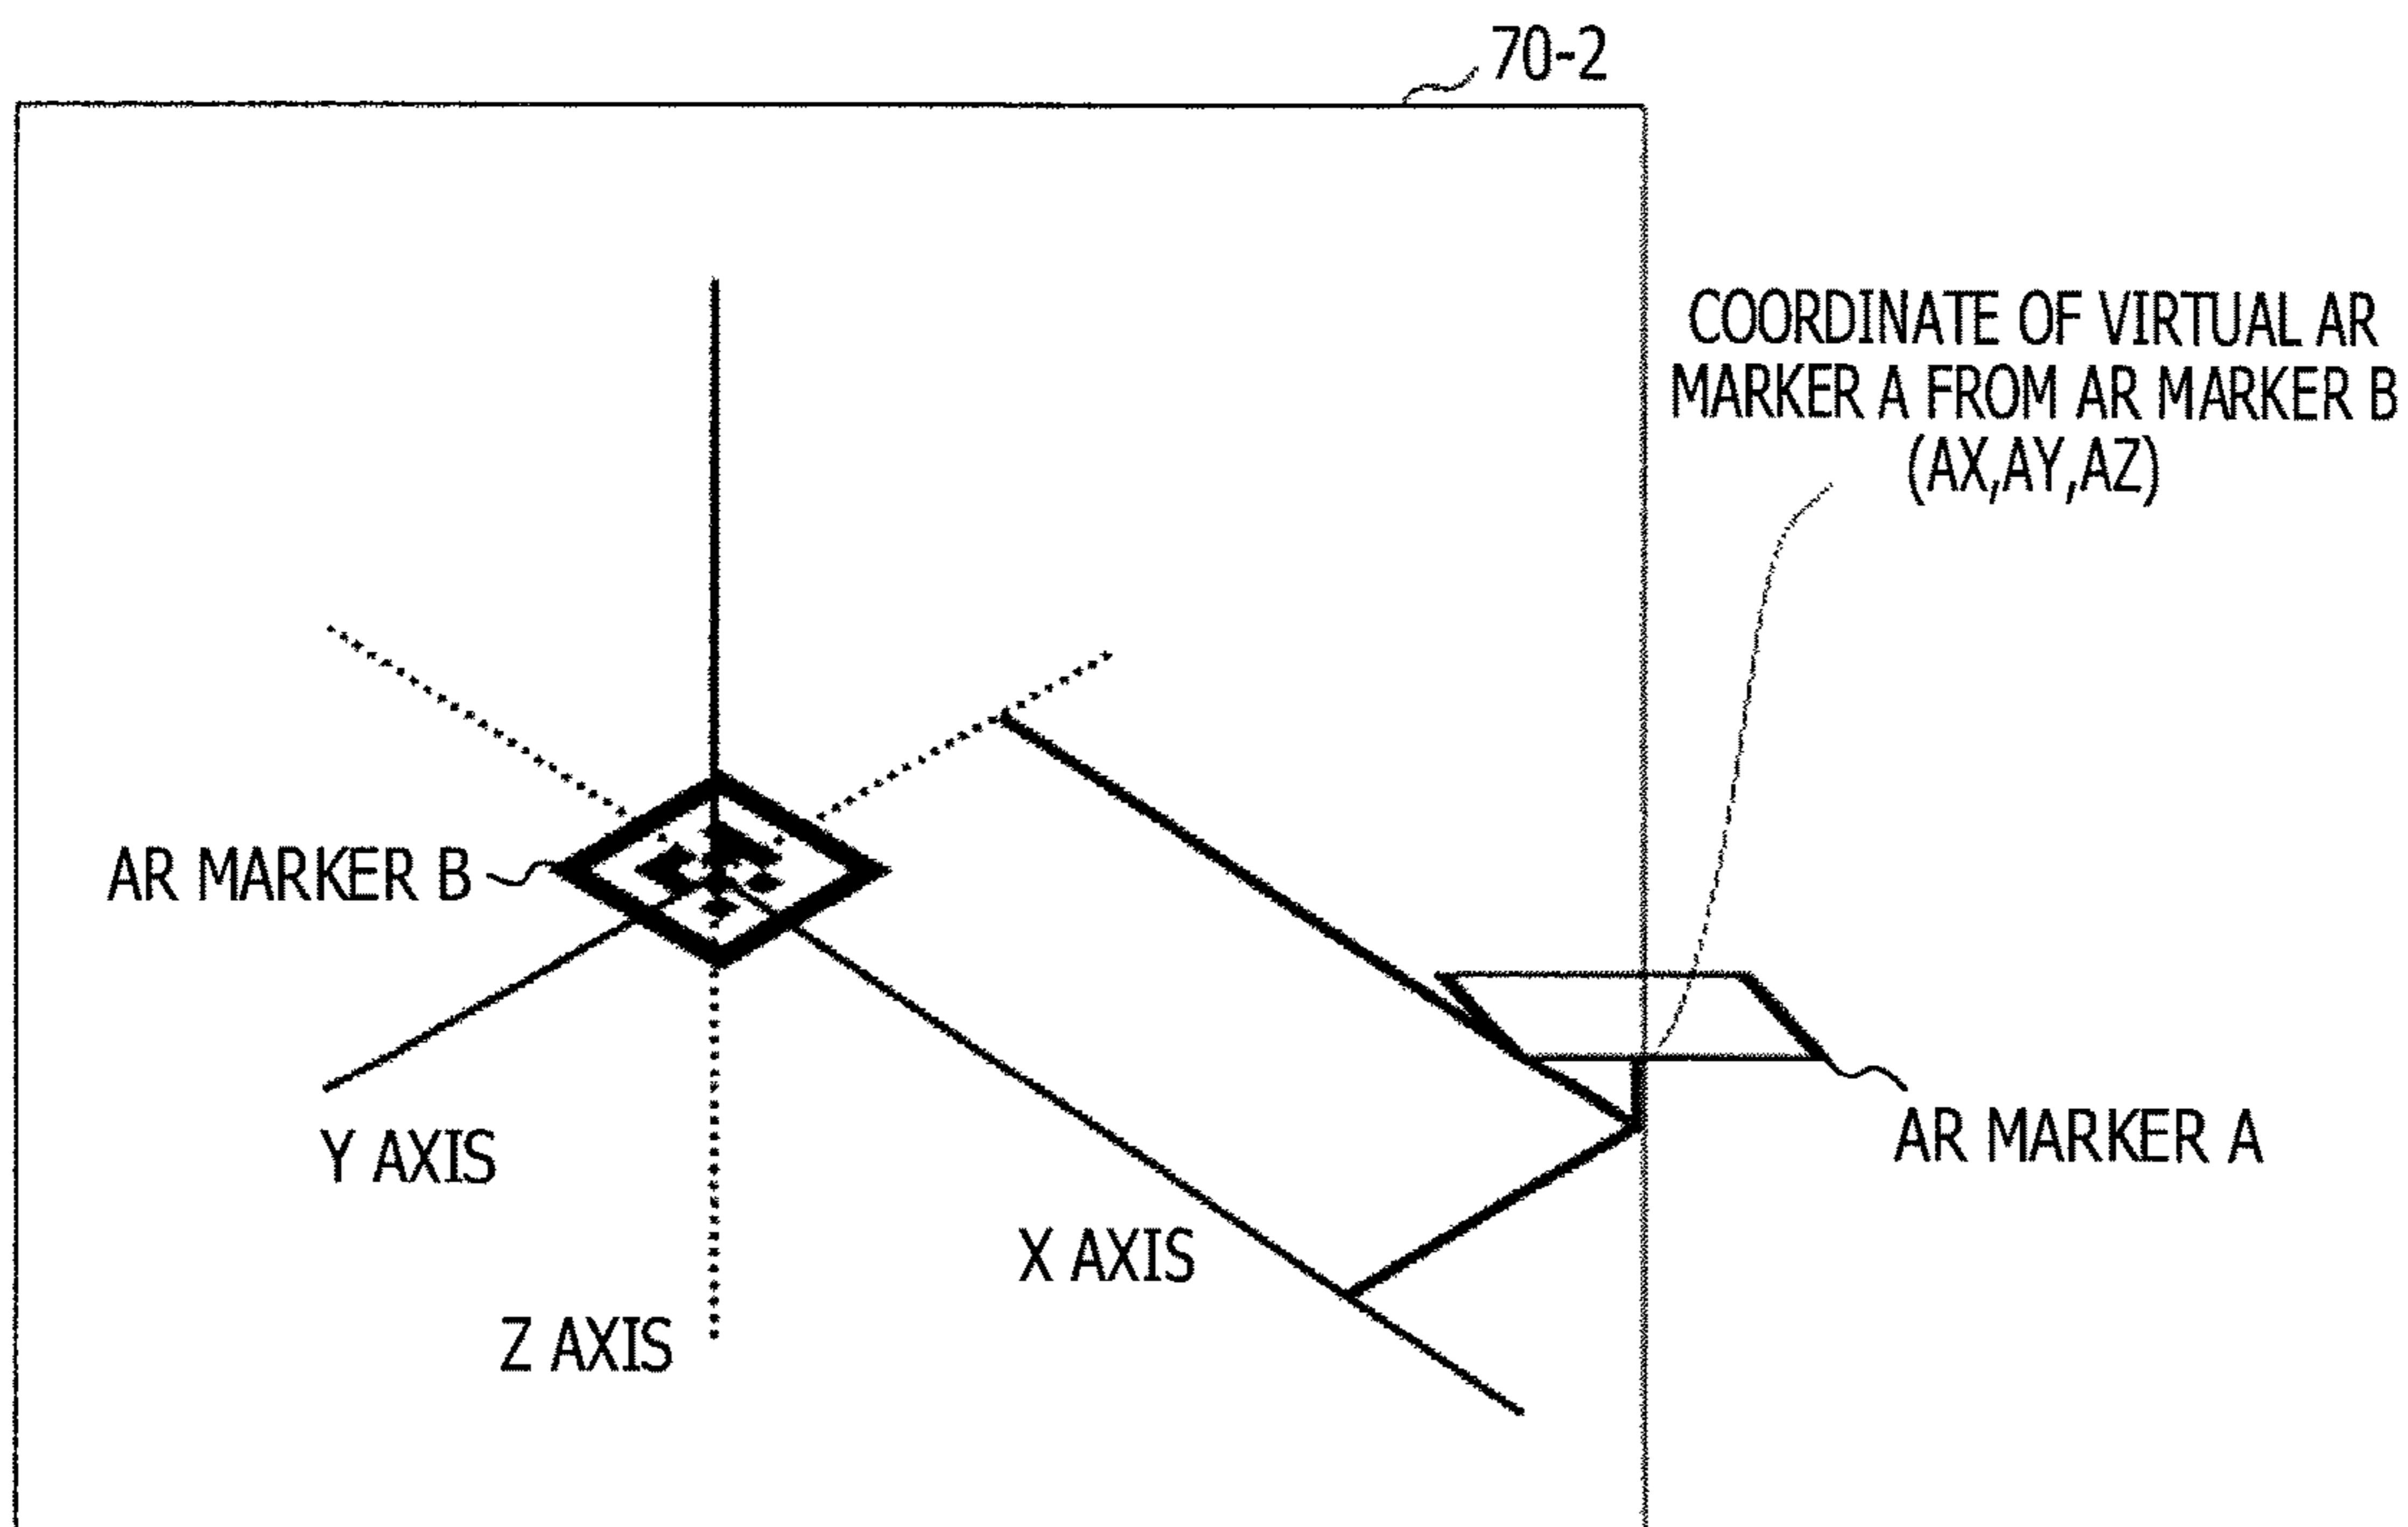 70-2
COORDINATE OF VIRTUAL AR
MARKER A FROM AR MARKER B
(AX,AY,AZ)
AR MARKER B
Y AXIS
AR MARKER A
X AXIS
Z AXIS